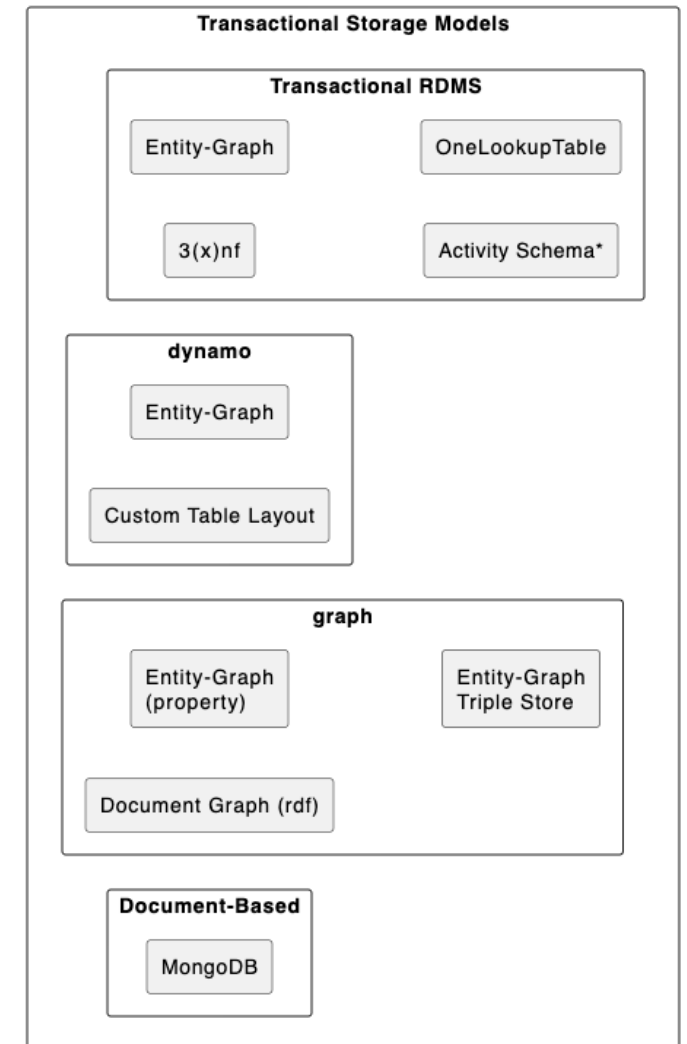 Transactional Storage Models
Transactional RDMS
Entity-Graph
OneLookupTable
3(x)nf
Activity Schema*
dynamo
Entity-Graph
Custom Table Layout
graph
Entity-Graph
(property)
Entity-Graph
Triple Store
Document Graph (rdf)
Document-Based
MongoDB